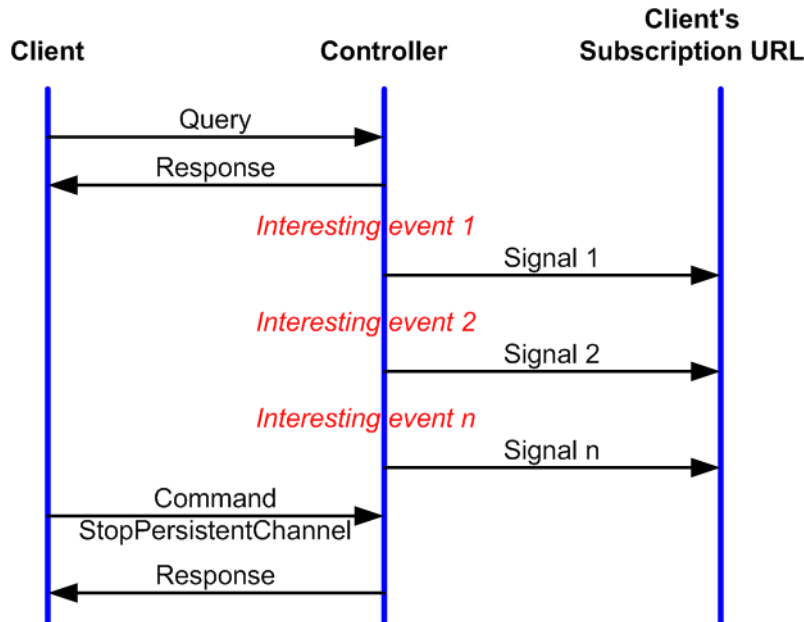 Client
Controller
Client's
Subscription URL
Query
Response
Interesting event 1
Signal 1
Interesting event 2
Signal 2
Interesting event n
Signal n
Command
StopPersistentChannel
Response